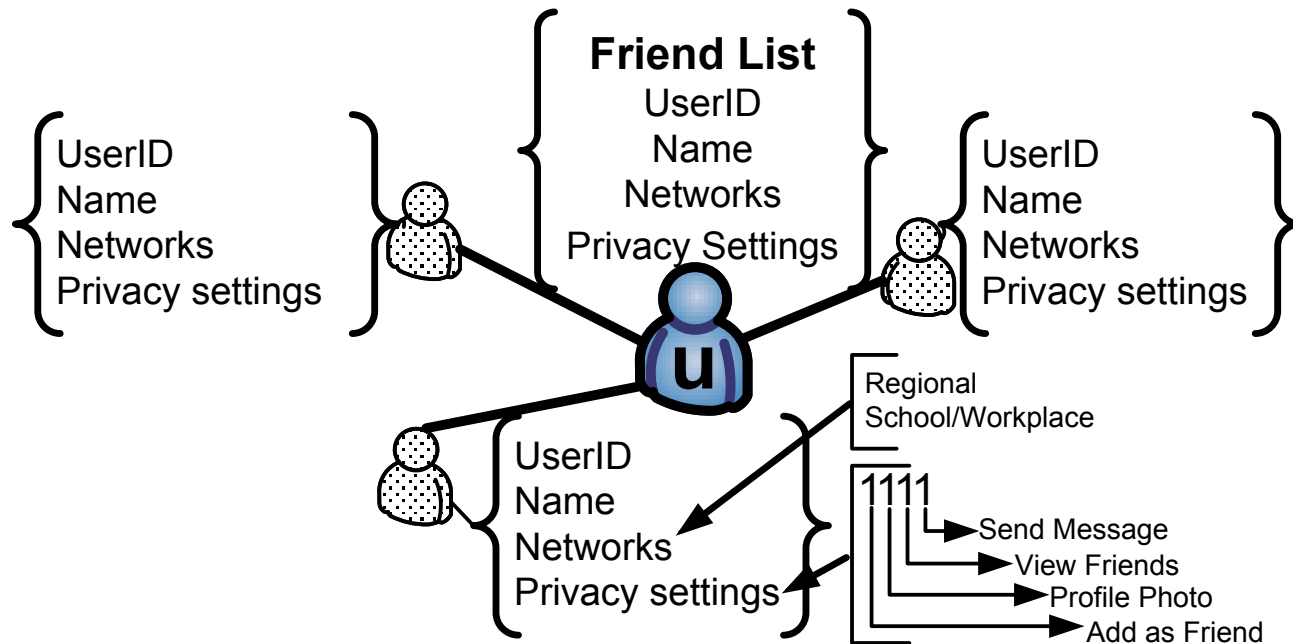 Friend List
UserID
Name
Networks
Privacy Settings
UserID
Name
Networks
Privacy settings
UserID
Name
Networks
Privacy settings
u
UserID
Name
Networks
Privacy settings
Regional
School/Workplace
1111
Send Message
View Friends
Profile Photo
Add as Friend